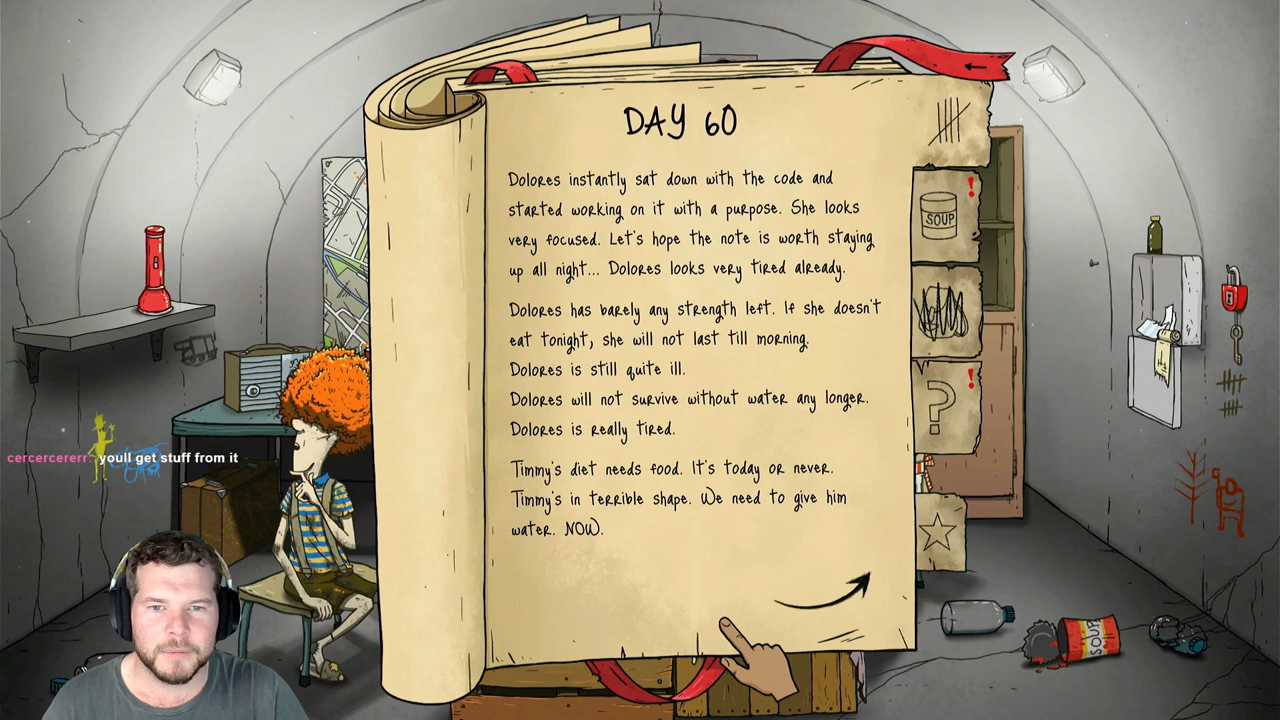 DAY 60
Dolores instantly sat down with the code and
started working on it with a purpose. She looks
very focused. Let's hope the note is worth staying
up all night... Dolores looks very tired already.
Dolores has barely any strength left. If she doesn't
eat tonight, she will not last till morning.
Dolores is still quite ill.
Dolores will not survive without water any longer.
Dolores is really tired.
Timmy's diet needs food. It's today or never.
Timmy's in terrible shape. We need to give him
water. NOW.
SOUP
!
?
!
cercercererr: youll get stuff from it
SOUP